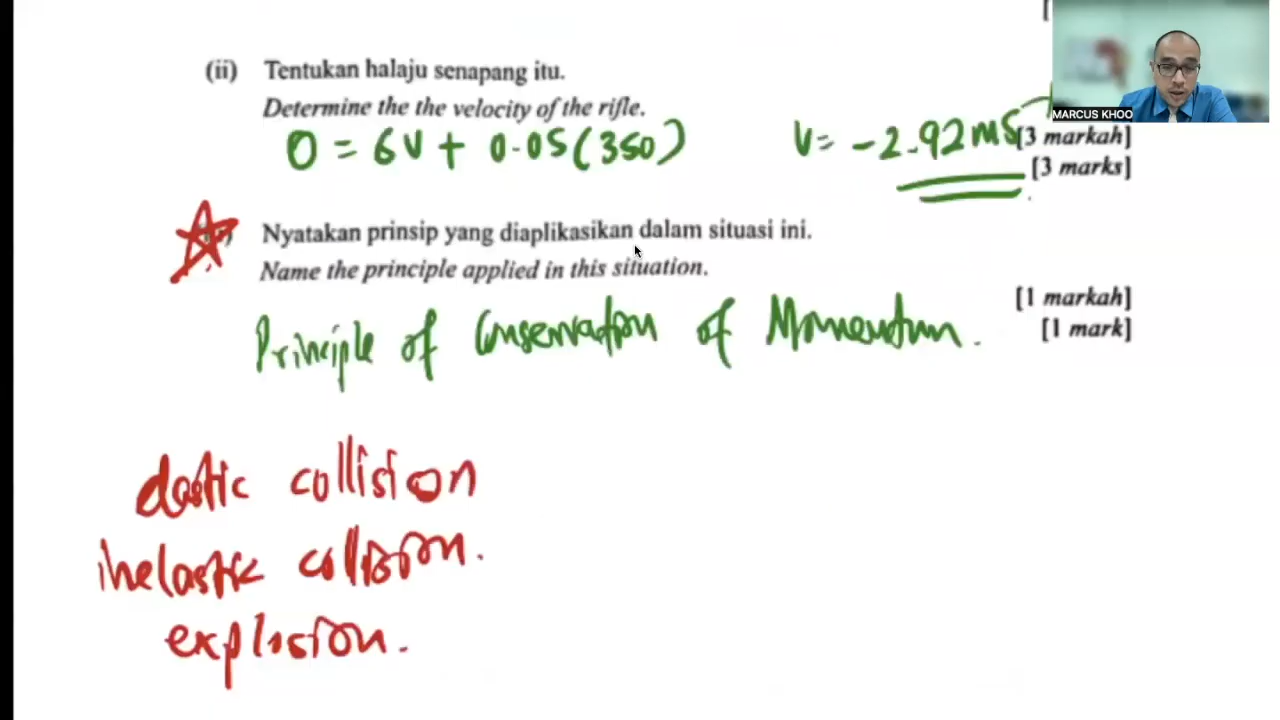 MARCUS KHOO
(ii) Tentukan halaju senapang itu.
Determine the the velocity of the rifle.
0 = 6V + 0.05(350)
V = -2.92 ms
[3 markah]
[3 marks]
Nyatakan prinsip yang diaplikasikan dalam situasi ini.
Name the principle applied in this situation.
[1 markah]
[1 mark]
Principle of Conservation of Momentum.
elastic collision
inelastic collision.
explosion.